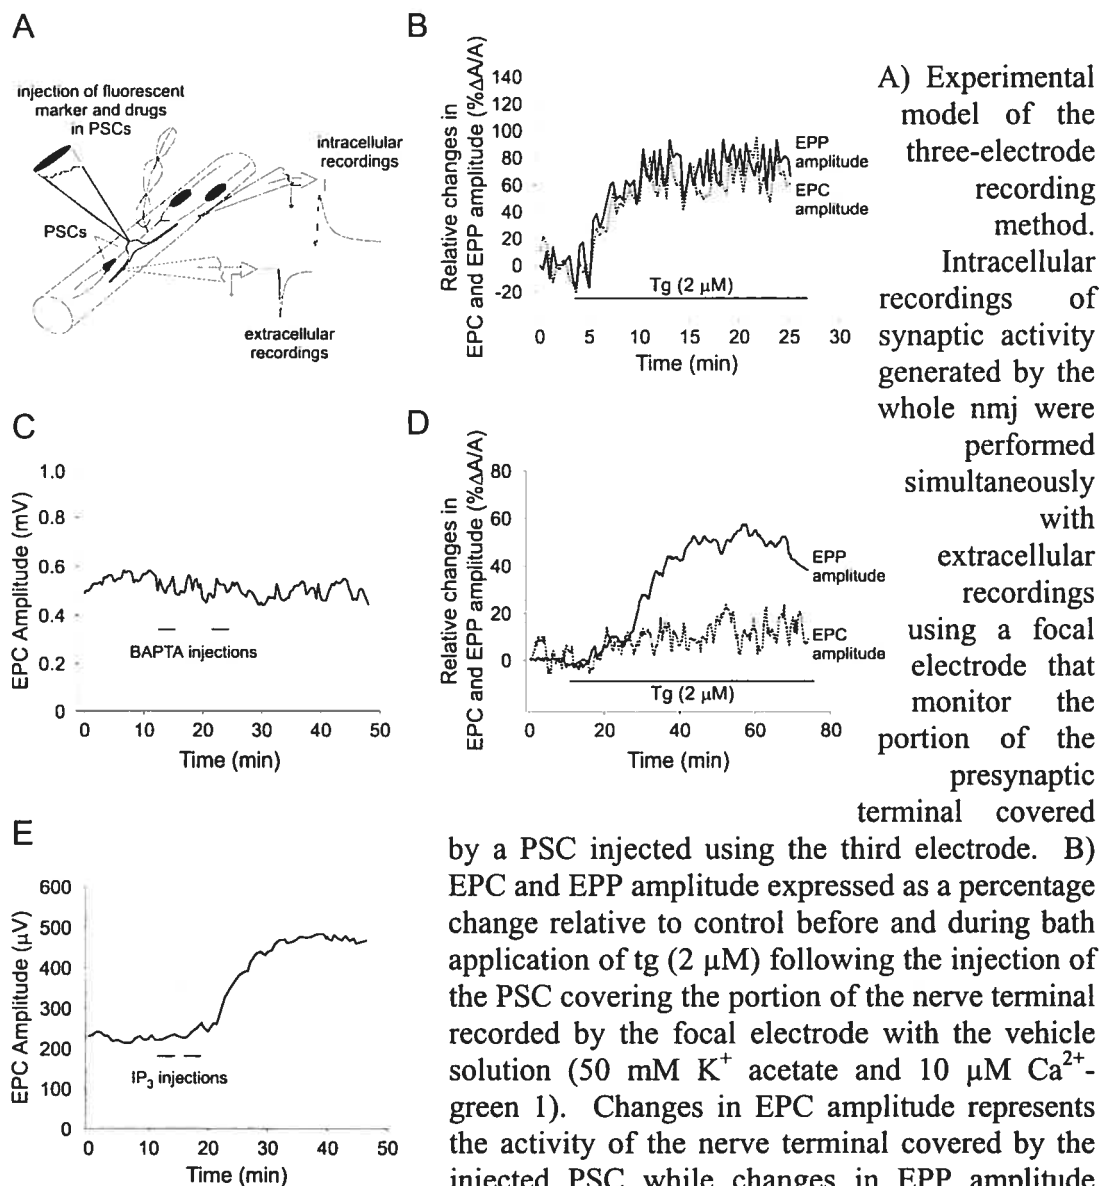 A
injection of fluorescent
marker and drugs
in PSCs
intracellular
recordings
PSCs
extracellular
recordings
B
Relative changes in
EPC and EPP amplitude (%ΔA/A)
140
120
100
80
60
40
20
0
-20
EPP
amplitude
EPC
amplitude
Tg (2 μM)
0 5 10 15 20 25 30
Time (min)
C
EPC Amplitude (mV)
1.0
0.8
0.6
0.4
0.2
0
BAPTA injections
0 10 20 30 40 50
Time (min)
D
Relative changes in
EPC and EPP amplitude (%ΔA/A)
80
60
40
20
0
EPP
amplitude
EPC
amplitude
Tg (2 μM)
0 20 40 60 80
Time (min)
E
EPC Amplitude (μV)
600
500
400
300
200
100
0
IP3 injections
0 10 20 30 40 50
Time (min)
A) Experimental
model of the
three-electrode
recording
method.
Intracellular
recordings of
synaptic activity
generated by the
whole nmj were
performed
simultaneously
with
extracellular
recordings
using a focal
electrode that
monitor the
portion of the
presynaptic
terminal covered
by a PSC injected using the third electrode. B)
EPC and EPP amplitude expressed as a percentage
change relative to control before and during bath
application of tg (2 μM) following the injection of
the PSC covering the portion of the nerve terminal
recorded by the focal electrode with the vehicle
solution (50 mM K+ acetate and 10 μM Ca2+-
green 1). Changes in EPC amplitude represents
the activity of the nerve terminal covered by the
injected PSC while changes in EPP amplitude